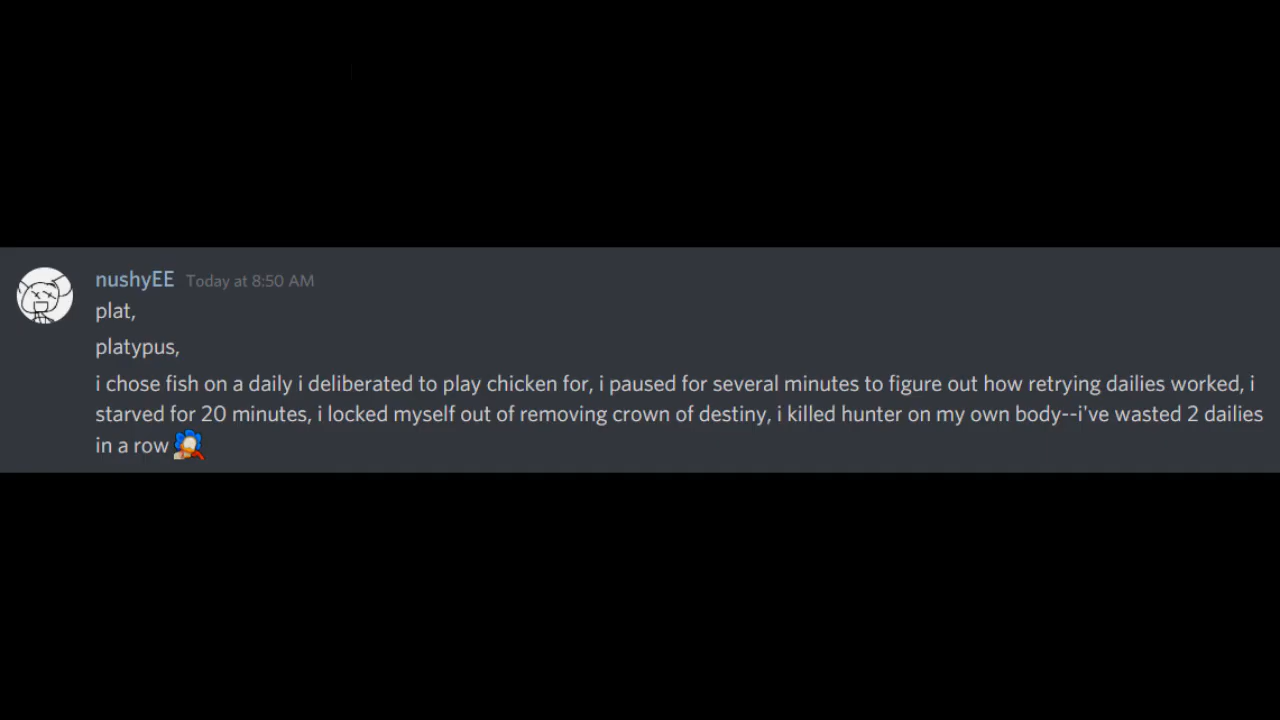 nushyEE Today at 8:50 AM
plat,
platypus,
i chose fish on a daily i deliberated to play chicken for, i paused for several minutes to figure out how retrying dailies worked, i
starved for 20 minutes, i locked myself out of removing crown of destiny, i killed hunter on my own body--i've wasted 2 dailies
in a row